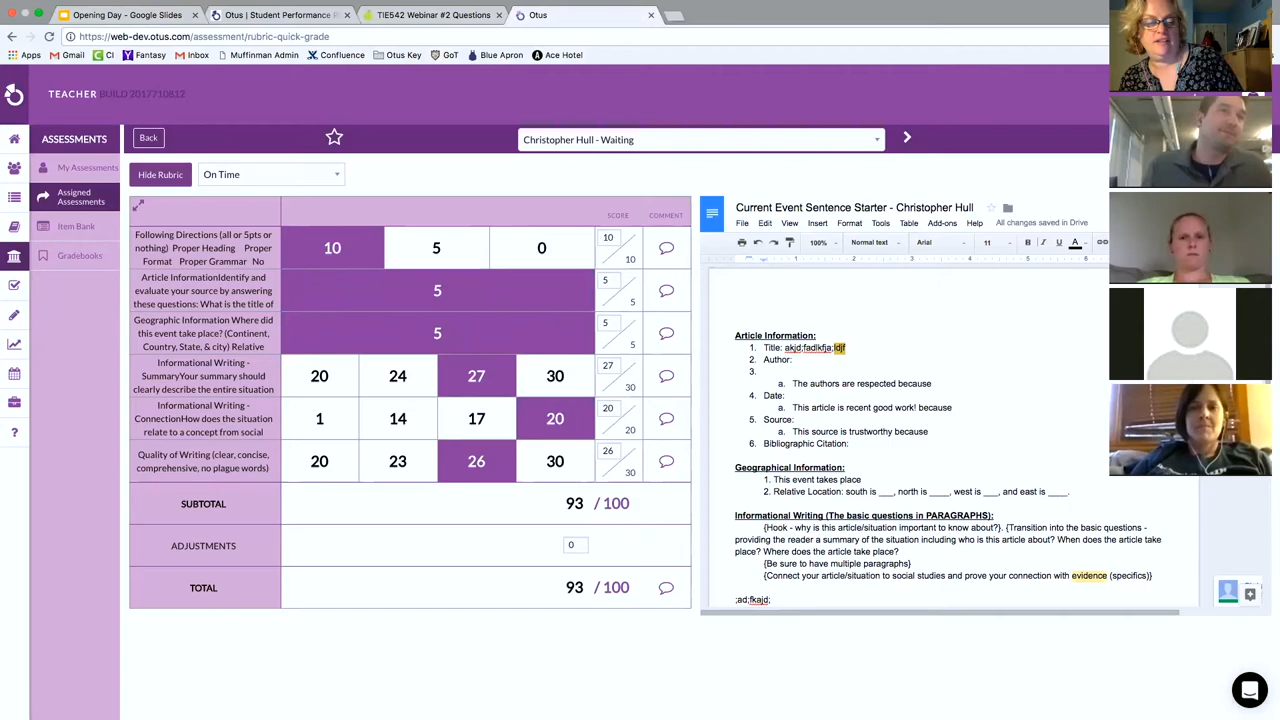 Opening Day - Google Slides
Otus | Student Performance P
TIE542 Webinar #2 Questions
Otus
https://web-dev.otus.com/assessment/rubric-quick-grade
Apps Gmail CI Fantasy Inbox Muffinman Admin Confluence Otus Key GoT Blue Apron Ace Hotel
TEACHER BUILD 2017710812
ASSESSMENTS
My Assessments
Assigned
Assessments
Item Bank
Gradebooks
Back
Christopher Hull - Waiting
Hide Rubric
On Time
SCORE COMMENT
Following Directions (all or 5pts or
nothing) Proper Heading Proper
Format Proper Grammar No
10 5 0 10 / 10
Article InformationIdentify and
evaluate your source by answering
these questions: What is the title of
5 5 / 5
Geographic Information Where did
this event take place? (Continent,
Country, State, & city) Relative
5 5 / 5
Informational Writing -
SummaryYour summary should
clearly describe the entire situation
20 24 27 30 27 / 30
Informational Writing -
ConnectionHow does the situation
relate to a concept from social
1 14 17 20 20 / 20
Quality of Writing (clear, concise,
comprehensive, no plague words)
20 23 26 30 26 / 30
SUBTOTAL 93 / 100
ADJUSTMENTS 0
TOTAL 93 / 100
Current Event Sentence Starter - Christopher Hull
File Edit View Insert Format Tools Table Add-ons Help All changes saved in Drive
100% Normal text Arial 11 B I U A
1 2 3 4 5 6
Article Information:
1. Title: akjd;fadlkfja;ldjf
2. Author:
3.
a. The authors are respected because
4. Date:
a. This article is recent good work! because
5. Source:
a. This source is trustworthy because
6. Bibliographic Citation:
Geographical Information:
1. This event takes place
2. Relative Location: south is ___, north is ____, west is ___, and east is ____.
Informational Writing (The basic questions in PARAGRAPHS):
{Hook - why is this article/situation important to know about?}. {Transition into the basic questions -
providing the reader a summary of the situation including who is this article about? When does the article take
place? Where does the article take place?
{Be sure to have multiple paragraphs}
{Connect your article/situation to social studies and prove your connection with evidence (specifics)}
;ad;fkajd;